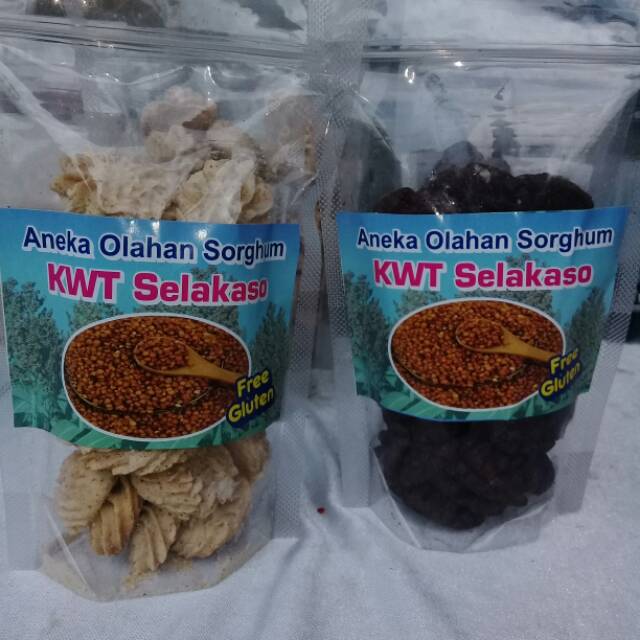 Aneka Olahan Sorghum
KWT Selakaso
Free
Gluten
Aneka Olahan Sorghum
KWT Selakaso
Free
Gluten